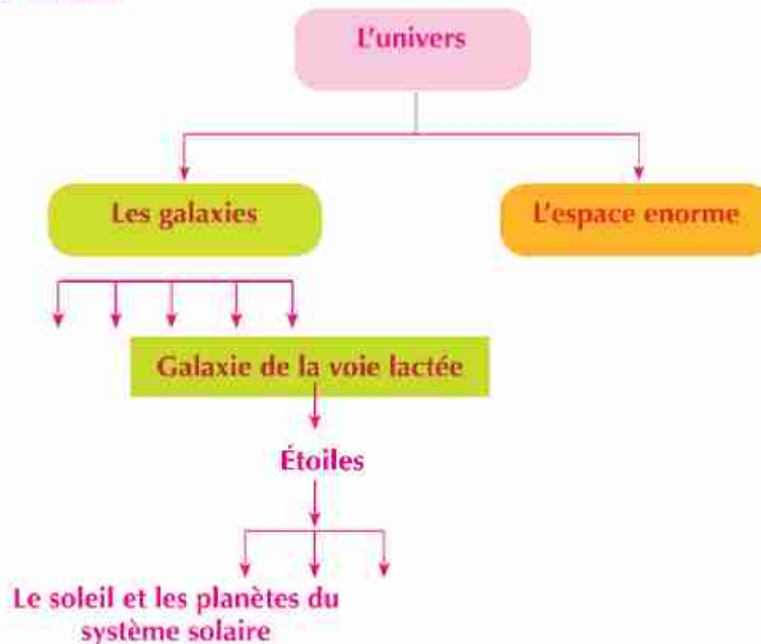 L'univers
Les galaxies
L'espace enorme
Galaxie de la voie lactée
Étoiles
Le soleil et les planètes du
système solaire